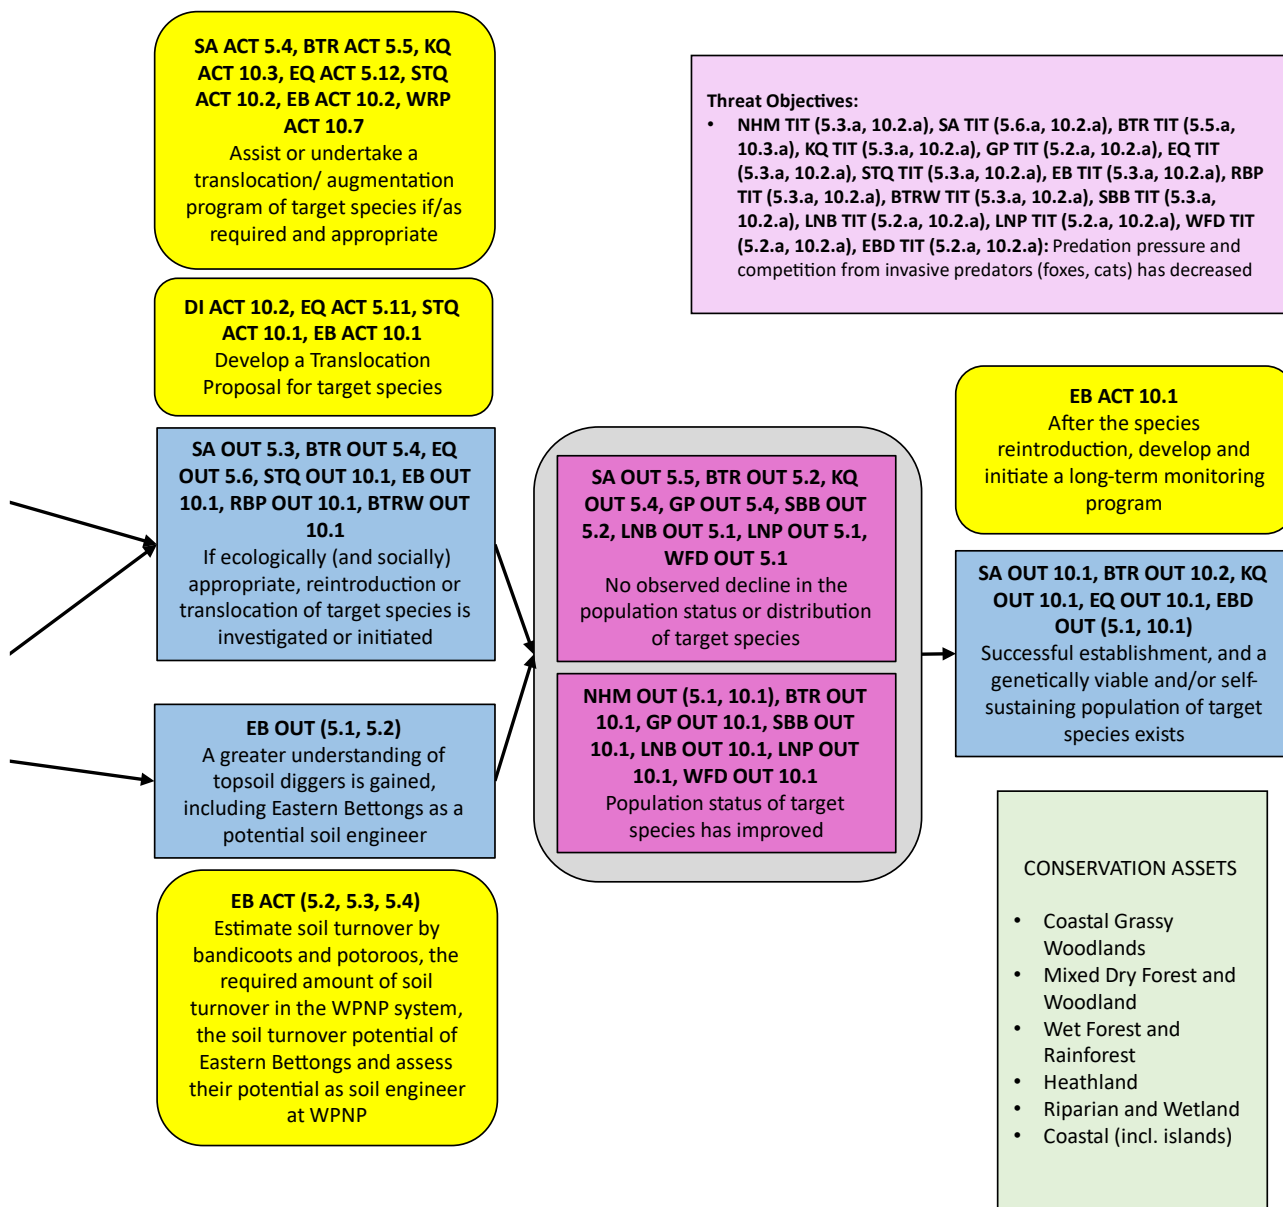 SA ACT 5.4, BTR ACT 5.5, KQ
ACT 10.3, EQ ACT 5.12, STQ
ACT 10.2, EB ACT 10.2, WRP
ACT 10.7
Assist or undertake a
translocation/ augmentation
program of target species if/as
required and appropriate
DI ACT 10.2, EQ ACT 5.11, STQ
ACT 10.1, EB ACT 10.1
Develop a Translocation
Proposal for target species
SA OUT 5.3, BTR OUT 5.4, EQ
OUT 5.6, STQ OUT 10.1, EB OUT
10.1, RBP OUT 10.1, BTRW OUT
10.1
If ecologically (and socially)
appropriate, reintroduction or
translocation of target species is
investigated or initiated
EB OUT (5.1, 5.2)
A greater understanding of
topsoil diggers is gained,
including Eastern Bettongs as a
potential soil engineer
EB ACT (5.2, 5.3, 5.4)
Estimate soil turnover by
bandicoots and potoroos, the
required amount of soil
turnover in the WPNP system,
the soil turnover potential of
Eastern Bettongs and assess
their potential as soil engineer
at WPNP
Threat Objectives:
• NHM TIT (5.3.a, 10.2.a), SA TIT (5.6.a, 10.2.a), BTR TIT (5.5.a,
10.3.a), KQ TIT (5.3.a, 10.2.a), GP TIT (5.2.a, 10.2.a), EQ TIT
(5.3.a, 10.2.a), STQ TIT (5.3.a, 10.2.a), EB TIT (5.3.a, 10.2.a), RBP
TIT (5.3.a, 10.2.a), BTRW TIT (5.3.a, 10.2.a), SBB TIT (5.3.a,
10.2.a), LNB TIT (5.2.a, 10.2.a), LNP TIT (5.2.a, 10.2.a), WFD TIT
(5.2.a, 10.2.a), EBD TIT (5.2.a, 10.2.a): Predation pressure and
competition from invasive predators (foxes, cats) has decreased
SA OUT 5.5, BTR OUT 5.2, KQ
OUT 5.4, GP OUT 5.4, SBB OUT
5.2, LNB OUT 5.1, LNP OUT 5.1,
WFD OUT 5.1
No observed decline in the
population status or distribution
of target species
NHM OUT (5.1, 10.1), BTR OUT
10.1, GP OUT 10.1, SBB OUT
10.1, LNB OUT 10.1, LNP OUT
10.1, WFD OUT 10.1
Population status of target
species has improved
EB ACT 10.1
After the species
reintroduction, develop and
initiate a long-term monitoring
program
SA OUT 10.1, BTR OUT 10.2, KQ
OUT 10.1, EQ OUT 10.1, EBD
OUT (5.1, 10.1)
Successful establishment, and a
genetically viable and/or self-
sustaining population of target
species exists
CONSERVATION ASSETS
• Coastal Grassy
Woodlands
• Mixed Dry Forest and
Woodland
• Wet Forest and
Rainforest
• Heathland
• Riparian and Wetland
• Coastal (incl. islands)